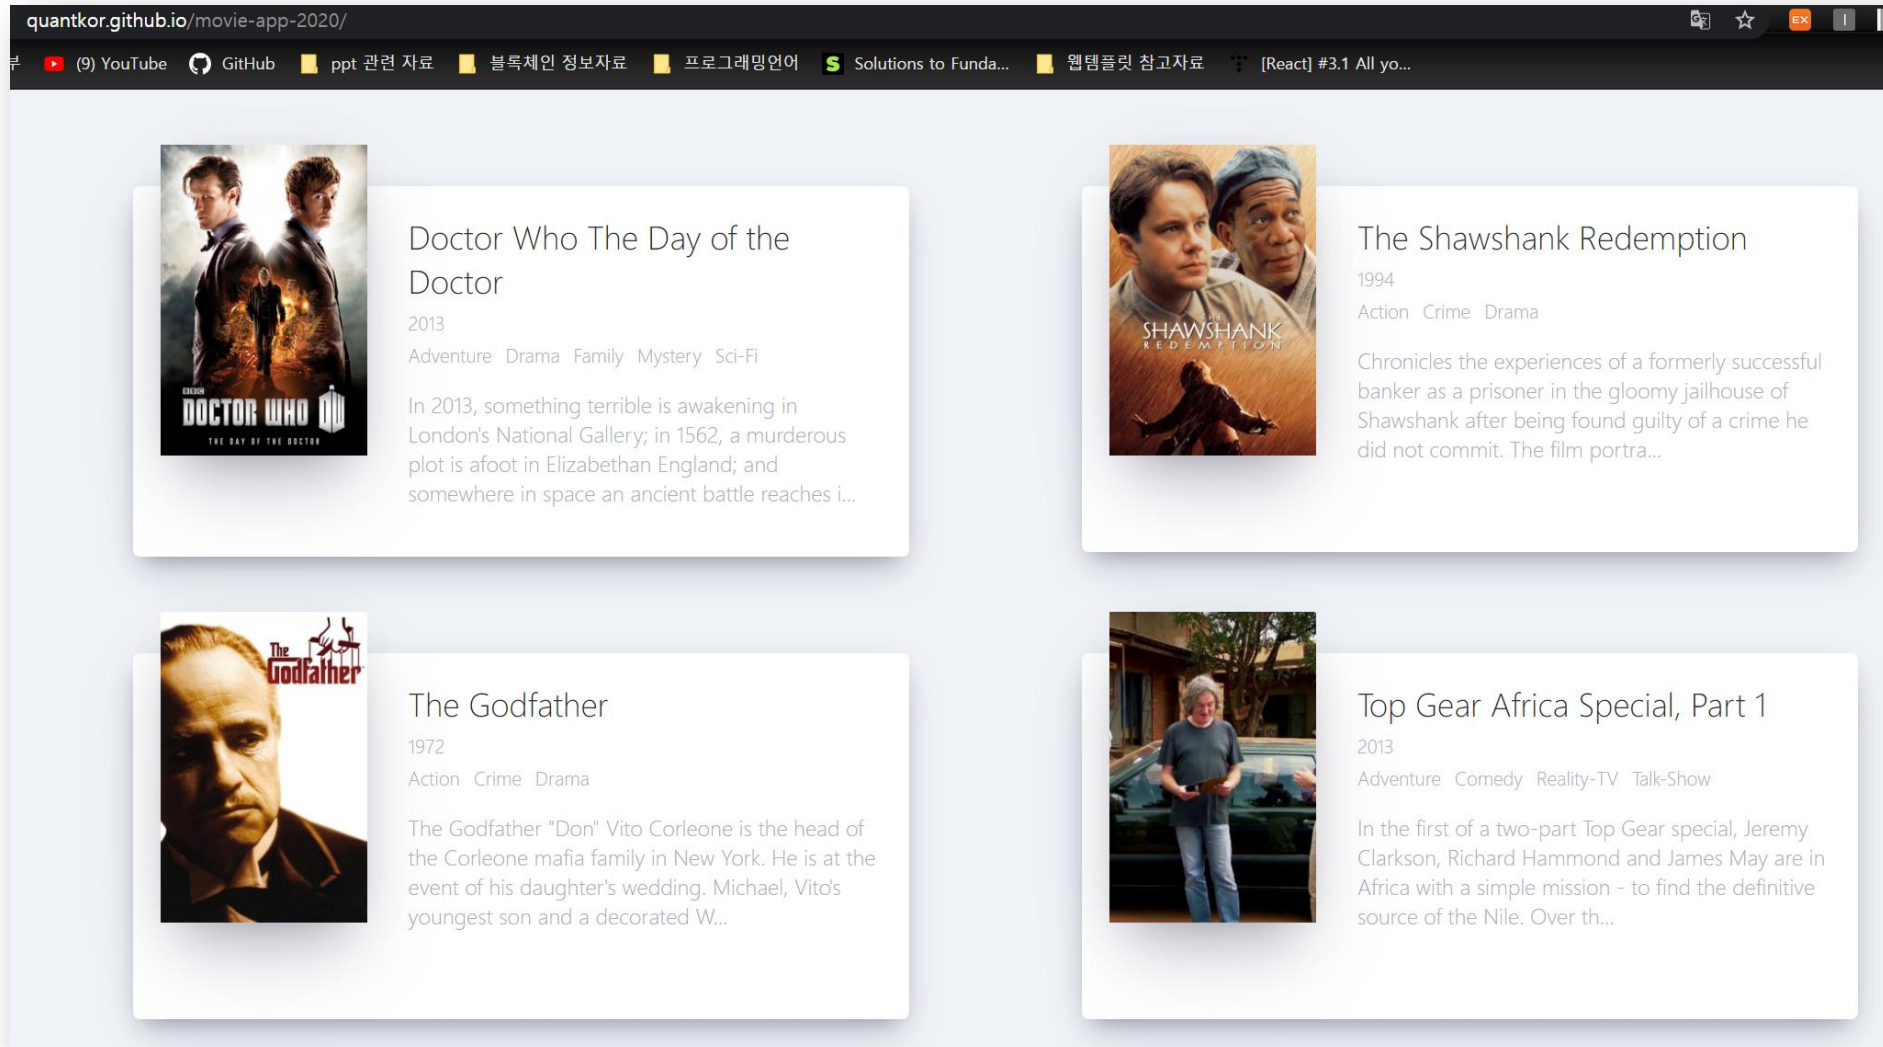 quantkor.github.io/movie-app-2020/
부 (9) YouTube GitHub ppt 관련 자료 블록체인 정보자료 프로그래밍언어 S Solutions to Funda... 웹템플릿 참고자료 [React] #3.1 All yo...
EX
BBC
DOCTOR WHO
THE DAY OF THE DOCTOR
Doctor Who The Day of the
Doctor
2013
Adventure Drama Family Mystery Sci-Fi
In 2013, something terrible is awakening in
London's National Gallery; in 1562, a murderous
plot is afoot in Elizabethan England; and
somewhere in space an ancient battle reaches i...
THE
SHAWSHANK
REDEMPTION
The Shawshank Redemption
1994
Action Crime Drama
Chronicles the experiences of a formerly successful
banker as a prisoner in the gloomy jailhouse of
Shawshank after being found guilty of a crime he
did not commit. The film portra...
The
Godfather
The Godfather
1972
Action Crime Drama
The Godfather "Don" Vito Corleone is the head of
the Corleone mafia family in New York. He is at the
event of his daughter's wedding. Michael, Vito's
youngest son and a decorated W...
Top Gear Africa Special, Part 1
2013
Adventure Comedy Reality-TV Talk-Show
In the first of a two-part Top Gear special, Jeremy
Clarkson, Richard Hammond and James May are in
Africa with a simple mission - to find the definitive
source of the Nile. Over th...